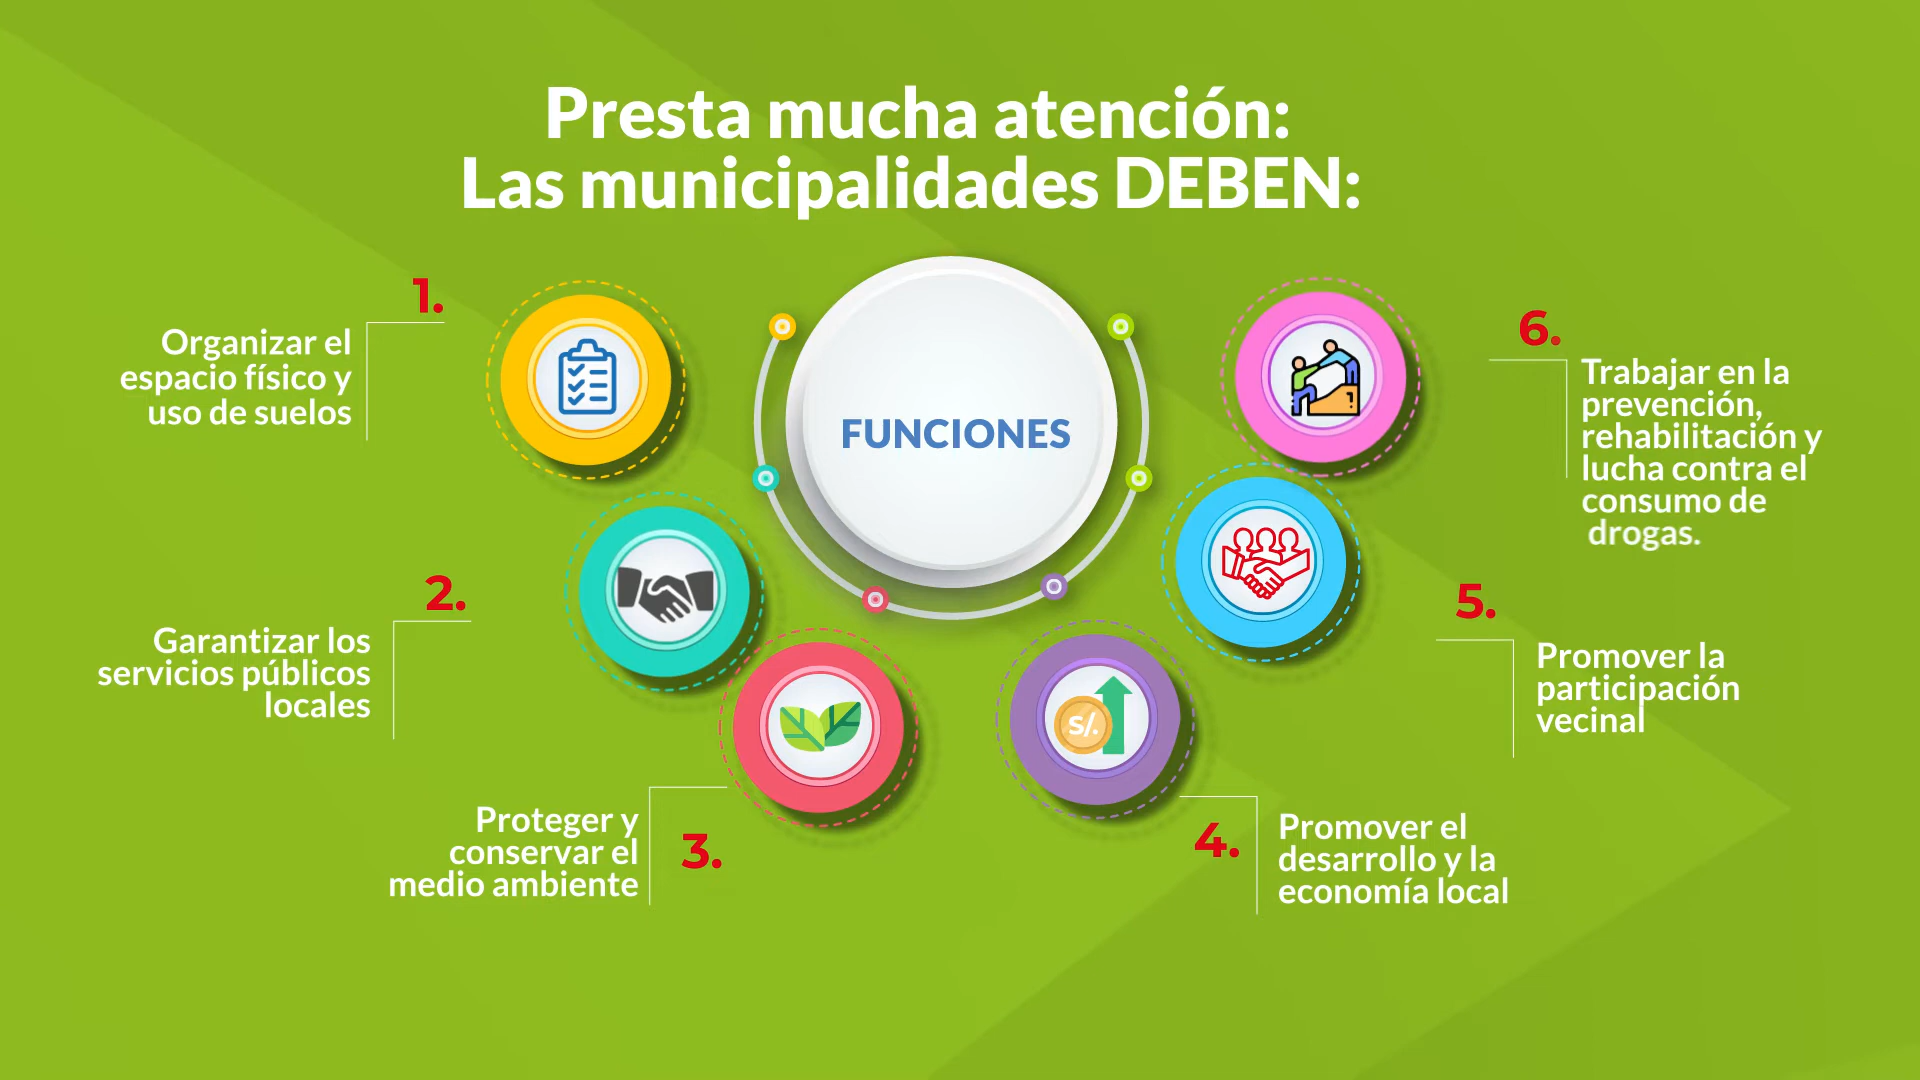 Presta mucha atención:
Las municipalidades DEBEN:
FUNCIONES
1.
Organizar el
espacio físico y
uso de suelos
2.
Garantizar los
servicios públicos
locales
3.
Proteger y
conservar el
medio ambiente
S/.
4.
Promover el
desarrollo y la
economía local
5.
Promover la
participación
vecinal
6.
Trabajar en la
prevención,
rehabilitación y
lucha contra el
consumo de
drogas.